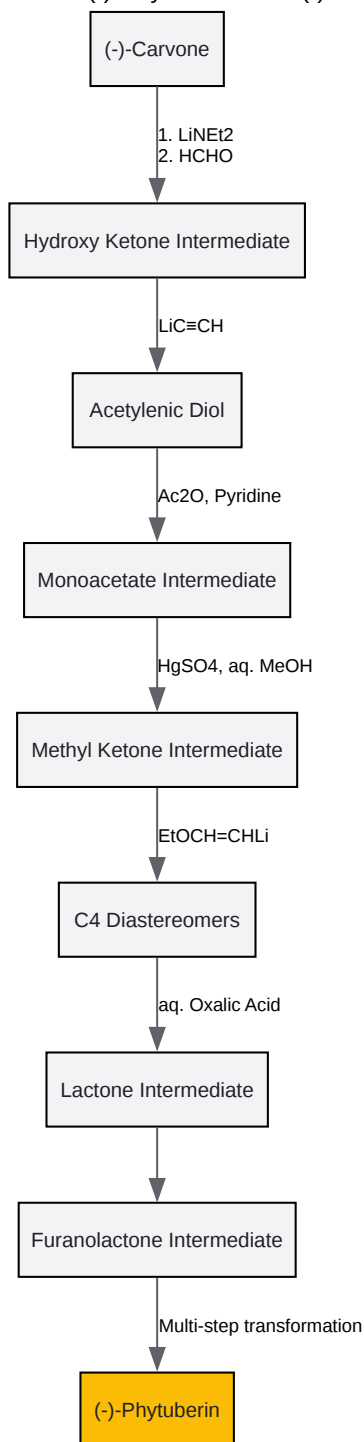 (-)-Carvone
1. LiNEt2
2. HCHO
Hydroxy Ketone Intermediate
LiC≡CH
Acetylenic Diol
Ac2O, Pyridine
Monoacetate Intermediate
HgSO4, aq. MeOH
Methyl Ketone Intermediate
EtOCH=CHLi
C4 Diastereomers
aq. Oxalic Acid
Lactone Intermediate
Furanolactone Intermediate
Multi-step transformation
(-)-Phytuberin